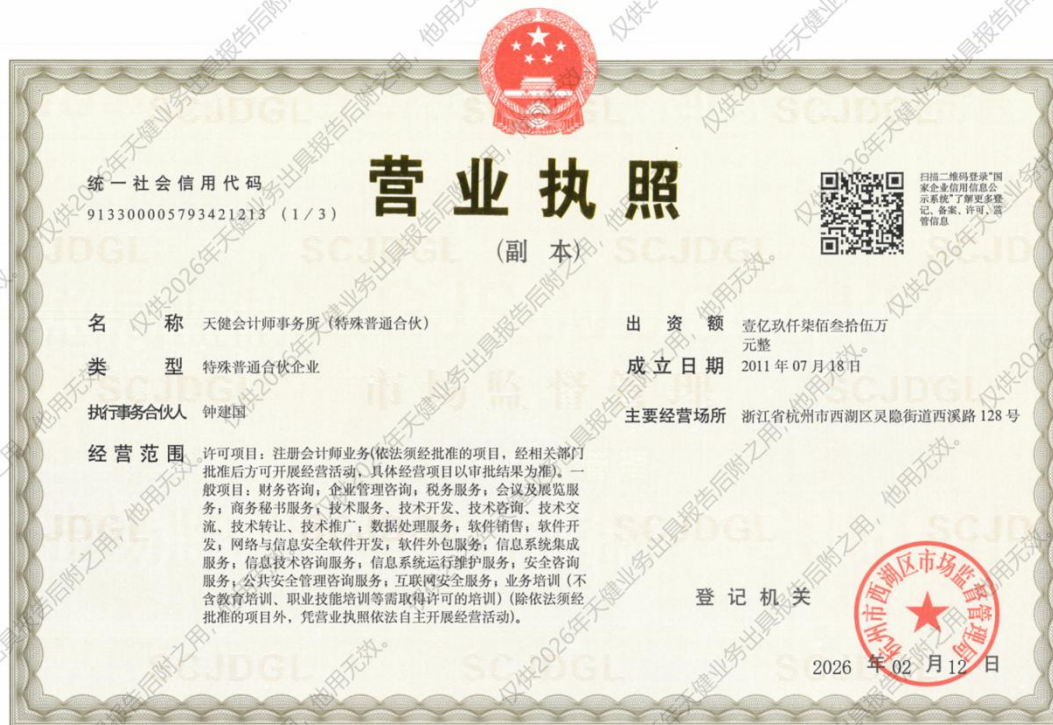 营业执照
(副 本)
统一社会信用代码
913300005793421213 (1/3)
扫描二维码登录“国
家企业信用信息公
示系统”了解更多登
记、备案、许可、监
管信息
名 称 天健会计师事务所(特殊普通合伙)
类 型 特殊普通合伙企业
执行事务合伙人 钟建国
经营范围 许可项目：注册会计师业务(依法须经批准的项目，经相关部门
批准后方可开展经营活动，具体经营项目以审批结果为准)。一
般项目：财务咨询；企业管理咨询；税务服务；会议及展览服
务；商务秘书服务；技术服务、技术开发、技术咨询、技术交
流、技术转让、技术推广；数据处理服务；软件销售；软件开
发；网络与信息安全软件开发；软件外包服务；信息系统集成
服务；信息技术咨询服务；信息系统运行维护服务；安全咨询
服务；公共安全管理咨询服务；互联网安全服务；业务培训（不
含教育培训、职业技能培训等需取得许可的培训）(除依法须经
批准的项目外，凭营业执照依法自主开展经营活动)。
出 资 额 壹亿玖仟柒佰叁拾伍万
元整
成立日期 2011 年 07 月 18 日
主要经营场所 浙江省杭州市西湖区灵隐街道西溪路 128 号
登记机关
杭州市西湖区市场监督管理局
2026 年 02 月 12 日
仅供2026年天健业务出具报告后附之用，他用无效。
SCJDGL
市场监督管理